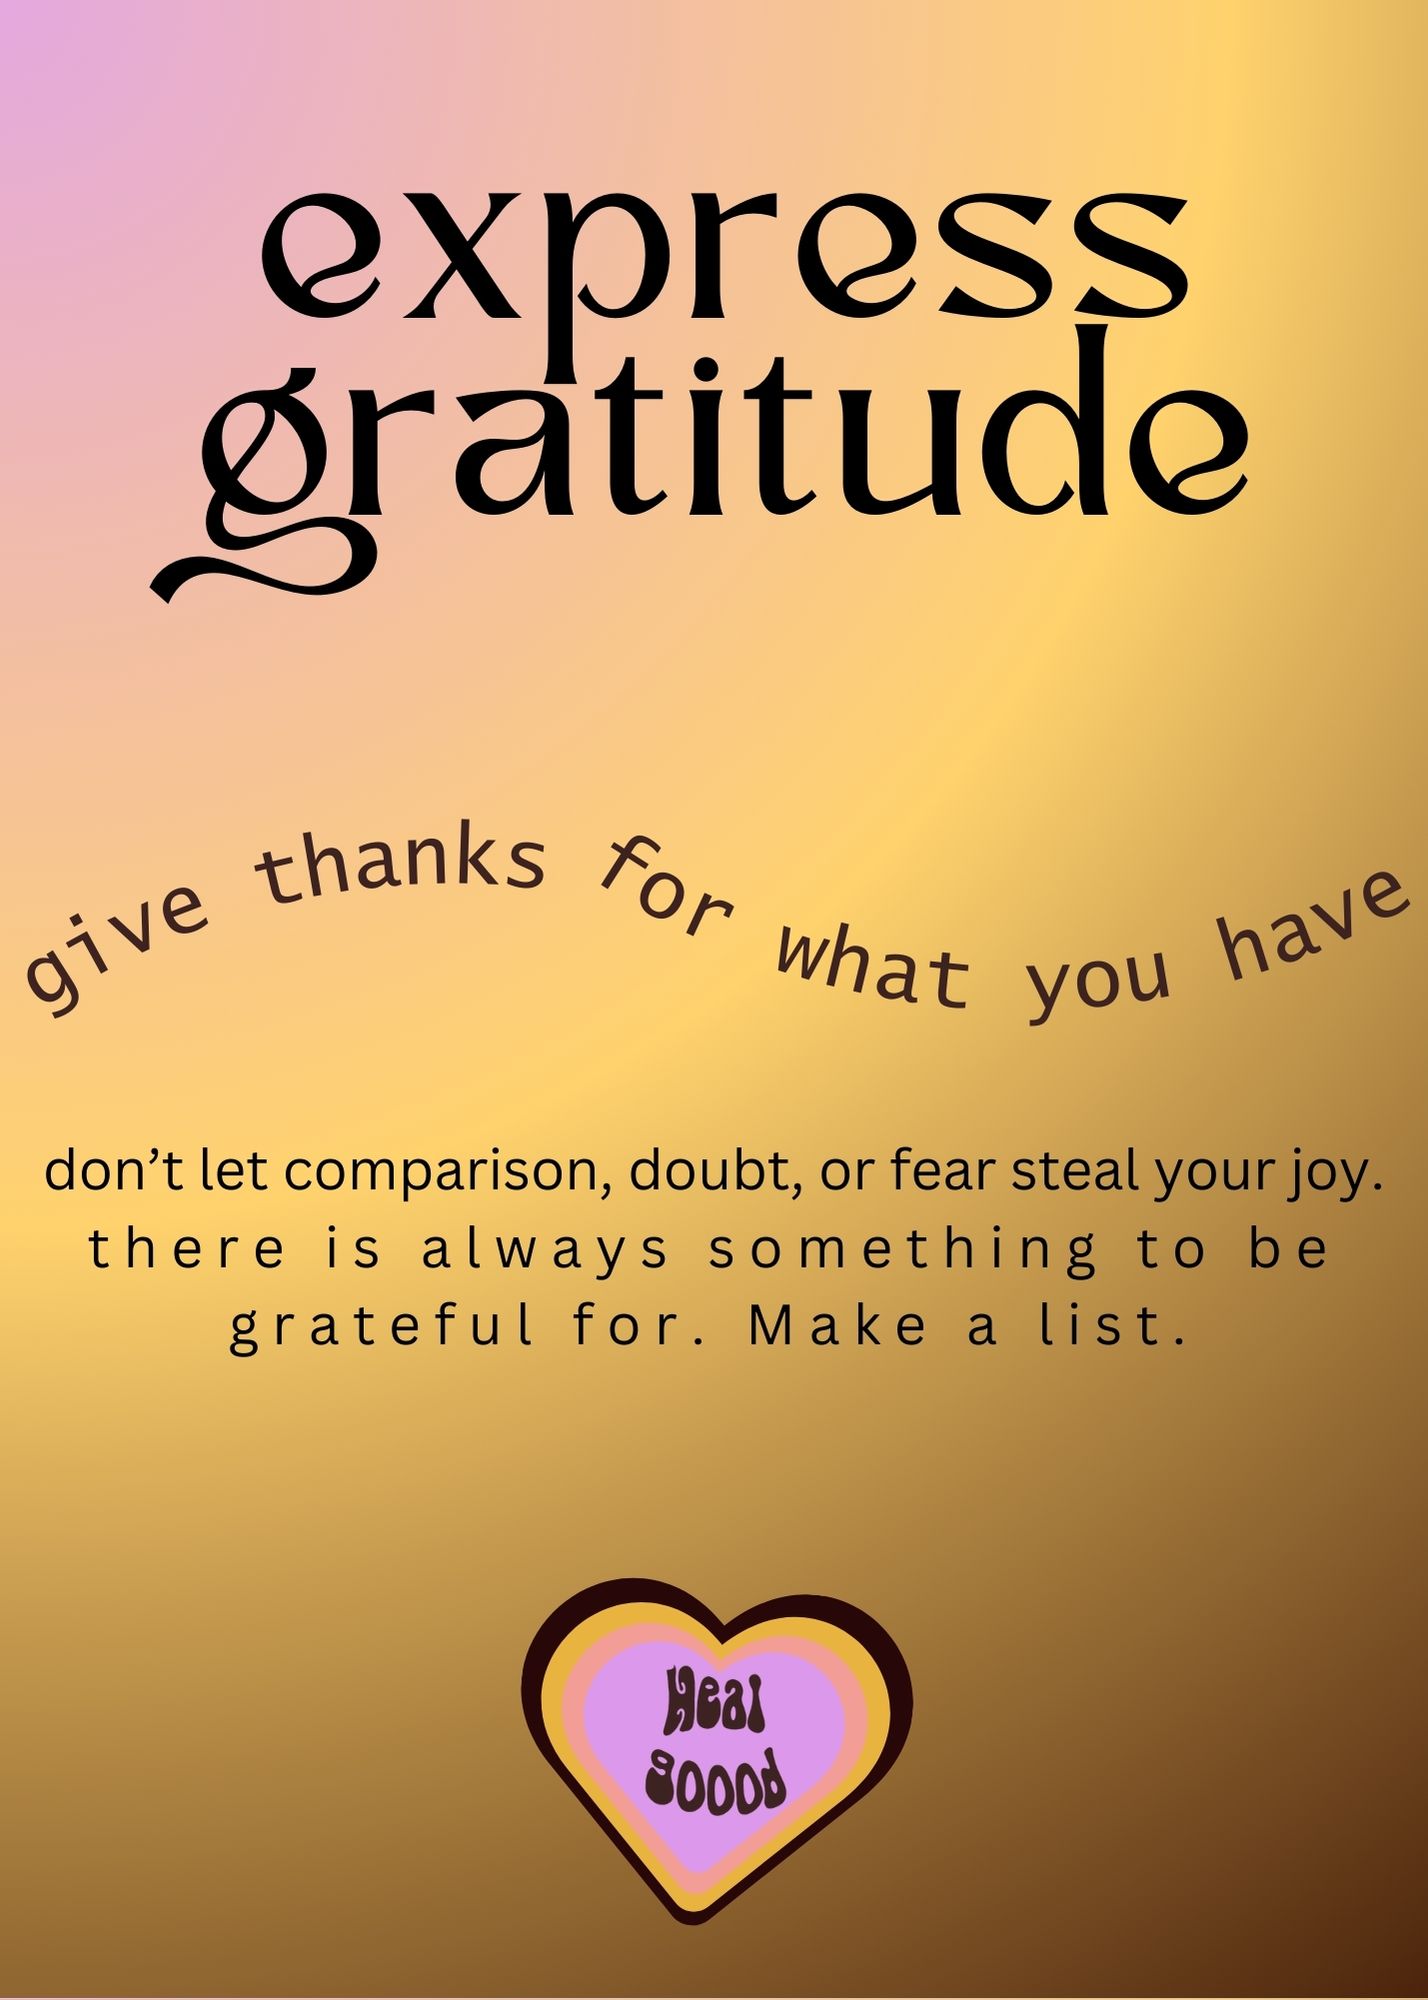 express
gratitude
give thanks for what you have
don’t let comparison, doubt, or fear steal your joy.
there is always something to be
grateful for. Make a list.
Heal
goood